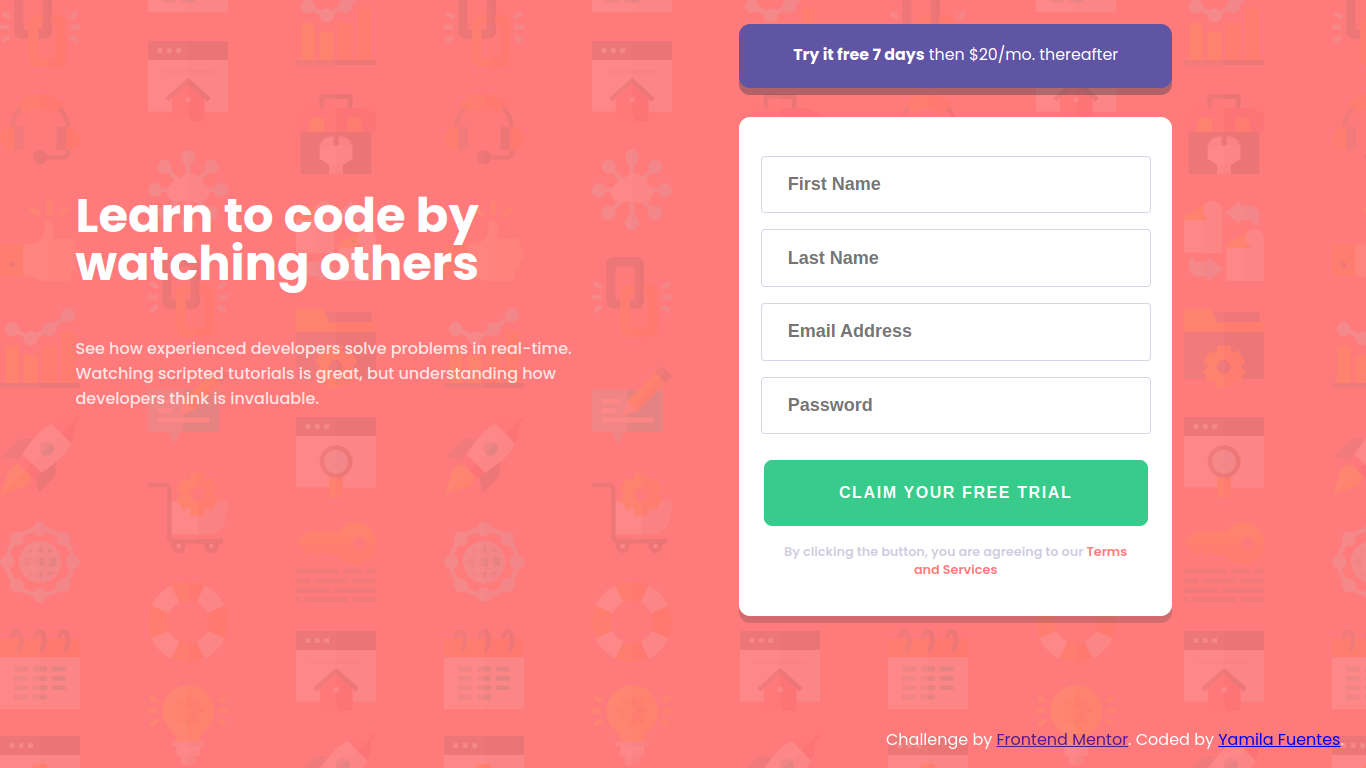 Try it free 7 days then $20/mo. thereafter
Learn to code by
watching others
See how experienced developers solve problems in real-time.
Watching scripted tutorials is great, but understanding how
developers think is invaluable.
First Name
Last Name
Email Address
Password
CLAIM YOUR FREE TRIAL
By clicking the button, you are agreeing to our Terms
and Services
Challenge by Frontend Mentor. Coded by Yamila Fuentes.